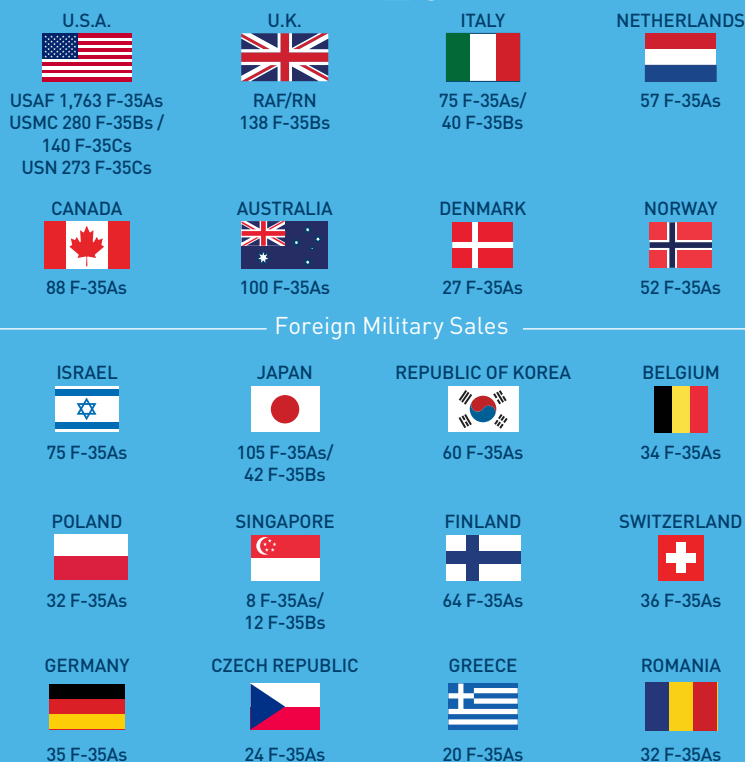 U.S.A.
USAF 1,763 F-35As
USMC 280 F-35Bs /
140 F-35Cs
USN 273 F-35Cs
U.K.
RAF/RN
138 F-35Bs
ITALY
75 F-35As/
40 F-35Bs
NETHERLANDS
57 F-35As
CANADA
88 F-35As
AUSTRALIA
100 F-35As
DENMARK
27 F-35As
NORWAY
52 F-35As
Foreign Military Sales
ISRAEL
75 F-35As
JAPAN
105 F-35As/
42 F-35Bs
REPUBLIC OF KOREA
60 F-35As
BELGIUM
34 F-35As
POLAND
32 F-35As
SINGAPORE
8 F-35As/
12 F-35Bs
FINLAND
64 F-35As
SWITZERLAND
36 F-35As
GERMANY
35 F-35As
CZECH REPUBLIC
24 F-35As
GREECE
20 F-35As
ROMANIA
32 F-35As